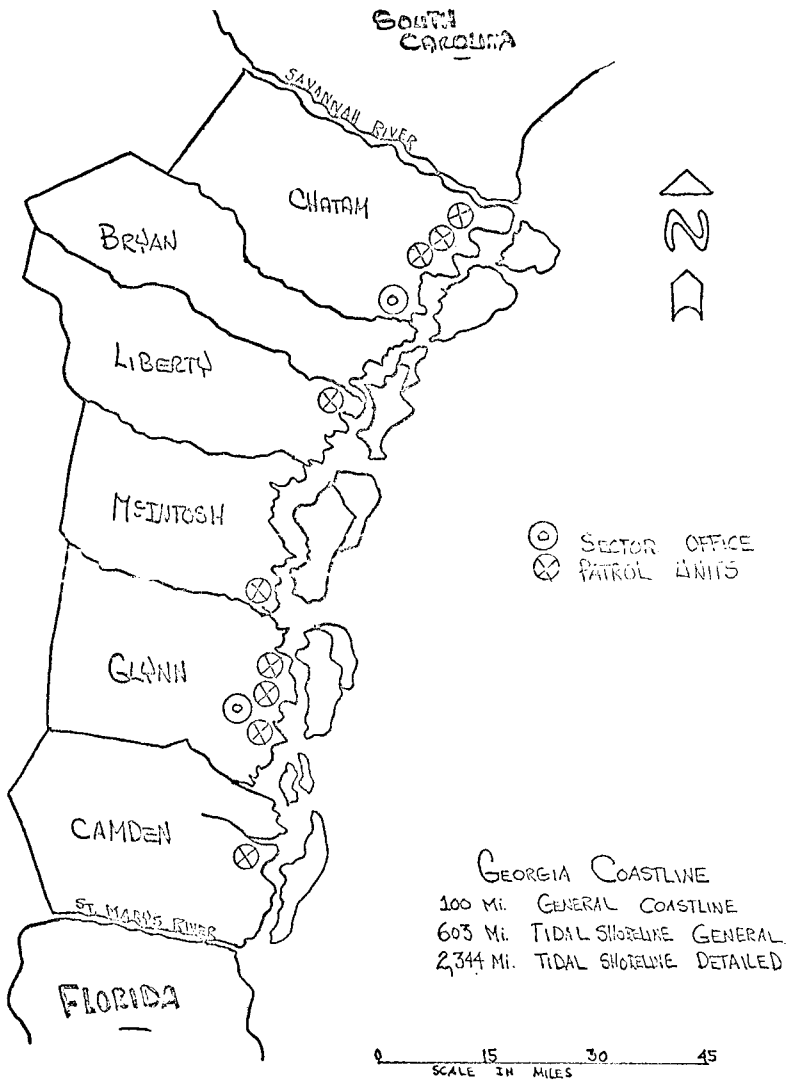 SOUTH
CAROLINA
SAVANNAH RIVER
CHATAM
BRYAN
N
LIBERTY
McINTOSH
SECTOR OFFICE
PATROL UNITS
GLYNN
CAMDEN
GEORGIA COASTLINE
100 MI. GENERAL COASTLINE
603 MI. TIDAL SHORELINE GENERAL
2,344 MI. TIDAL SHORELINE DETAILED
ST. MARYS RIVER
FLORIDA
0 15 30 45
SCALE IN MILES